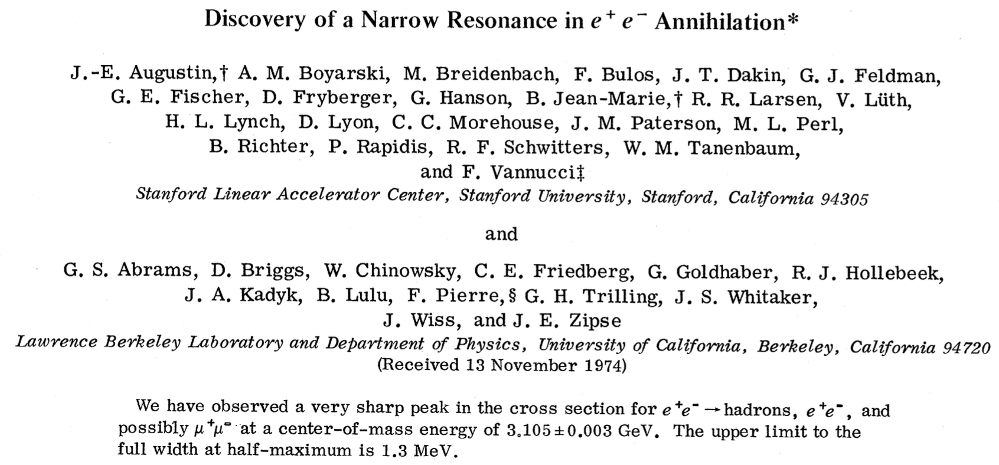 Discovery of a Narrow Resonance in e⁺ e⁻ Annihilation*
J.-E. Augustin,† A. M. Boyarski, M. Breidenbach, F. Bulos, J. T. Dakin, G. J. Feldman,
G. E. Fischer, D. Fryberger, G. Hanson, B. Jean-Marie,† R. R. Larsen, V. Lüth,
H. L. Lynch, D. Lyon, C. C. Morehouse, J. M. Paterson, M. L. Perl,
B. Richter, P. Rapidis, R. F. Schwitters, W. M. Tanenbaum,
and F. Vannucci‡
Stanford Linear Accelerator Center, Stanford University, Stanford, California 94305
and
G. S. Abrams, D. Briggs, W. Chinowsky, C. E. Friedberg, G. Goldhaber, R. J. Hollebeek,
J. A. Kadyk, B. Lulu, F. Pierre,§ G. H. Trilling, J. S. Whitaker,
J. Wiss, and J. E. Zipse
Lawrence Berkeley Laboratory and Department of Physics, University of California, Berkeley, California 94720
(Received 13 November 1974)
We have observed a very sharp peak in the cross section for e⁺e⁻ → hadrons, e⁺e⁻, and
possibly μ⁺μ⁻ at a center-of-mass energy of 3.105 ± 0.003 GeV. The upper limit to the
full width at half-maximum is 1.3 MeV.